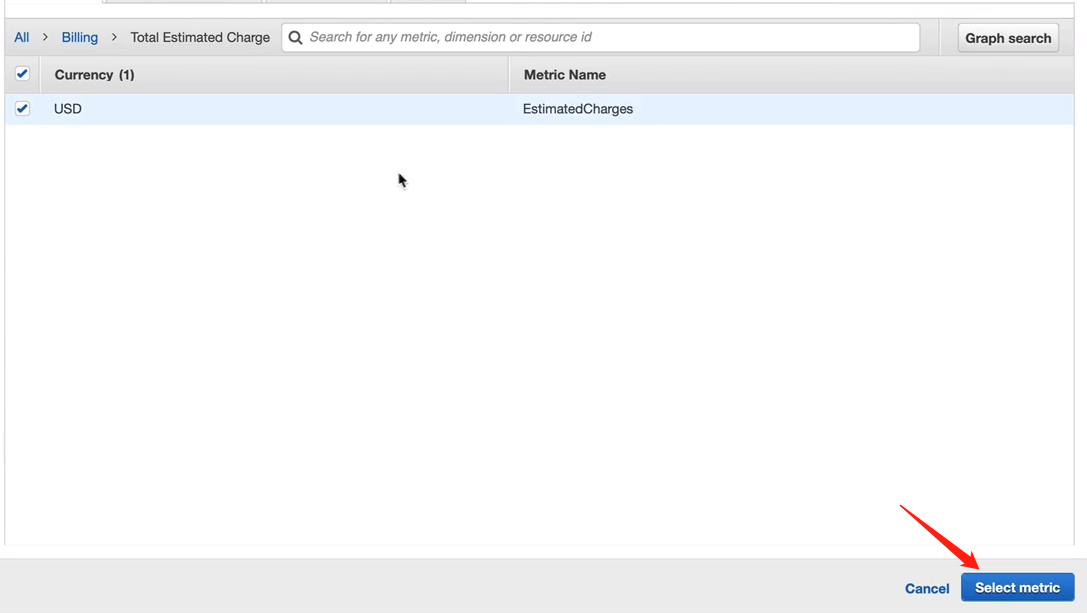 All > Billing > Total Estimated Charge Search for any metric, dimension or resource id Graph search
Currency (1) Metric Name
USD EstimatedCharges
Cancel Select metric